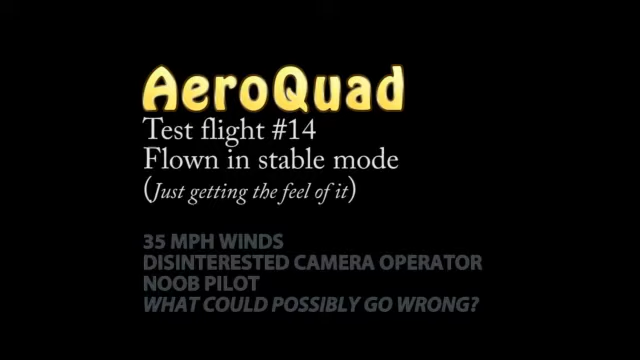 AeroQuad
Test flight #14
Flown in stable mode
(Just getting the feel of it)
35 MPH WINDS
DISINTERESTED CAMERA OPERATOR
NOOB PILOT
WHAT COULD POSSIBLY GO WRONG?